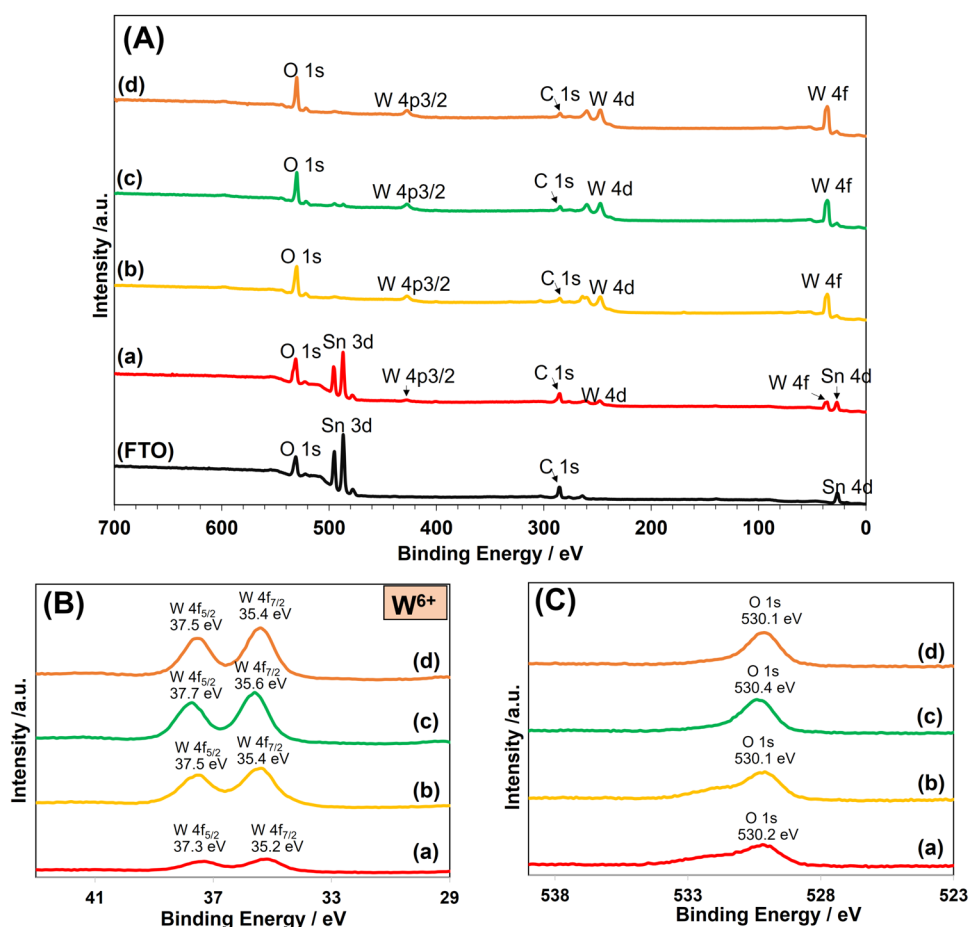 (A)
(d)
O 1s
W 4p3/2
C 1s
W 4d
W 4f
(c)
O 1s
W 4p3/2
C 1s
W 4d
W 4f
(b)
O 1s
W 4p3/2
C 1s
W 4d
W 4f
(a)
O 1s
Sn 3d
W 4p3/2
C 1s
W 4d
W 4f
Sn 4d
(FTO)
O 1s
Sn 3d
C 1s
Sn 4d
Intensity /a.u.
700 600 500 400 300 200 100 0
Binding Energy / eV
(B)
W⁶⁺
W 4f₅/₂
37.5 eV
W 4f₇/₂
35.4 eV
(d)
W 4f₅/₂
37.7 eV
W 4f₇/₂
35.6 eV
(c)
W 4f₅/₂
37.5 eV
W 4f₇/₂
35.4 eV
(b)
W 4f₅/₂
37.3 eV
W 4f₇/₂
35.2 eV
(a)
Intensity /a.u.
41 37 33 29
Binding Energy / eV
(C)
O 1s
530.1 eV
(d)
O 1s
530.4 eV
(c)
O 1s
530.1 eV
(b)
O 1s
530.2 eV
(a)
Intensity /a.u.
538 533 528 523
Binding Energy / eV